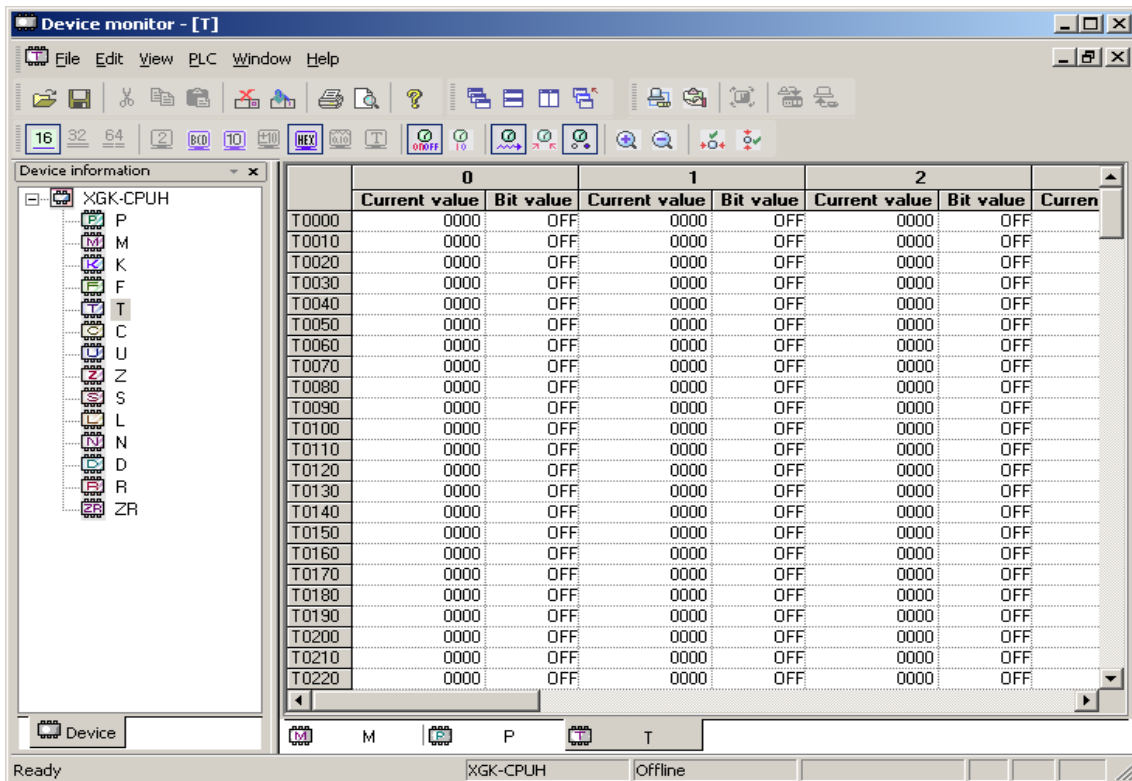 Device monitor - [T]
File Edit View PLC Window Help
16 32 64 2 BCD 10 ±10 HEX T ON OFF 1 0
Device information
XGK-CPUH
P P
M M
K K
F F
T T
C C
U U
Z Z
S S
L L
N N
D D
R R
ZR ZR
0 1 2
Current value Bit value Current value Bit value Current value Bit value Curren
T0000 0000 OFF 0000 OFF 0000 OFF
T0010 0000 OFF 0000 OFF 0000 OFF
T0020 0000 OFF 0000 OFF 0000 OFF
T0030 0000 OFF 0000 OFF 0000 OFF
T0040 0000 OFF 0000 OFF 0000 OFF
T0050 0000 OFF 0000 OFF 0000 OFF
T0060 0000 OFF 0000 OFF 0000 OFF
T0070 0000 OFF 0000 OFF 0000 OFF
T0080 0000 OFF 0000 OFF 0000 OFF
T0090 0000 OFF 0000 OFF 0000 OFF
T0100 0000 OFF 0000 OFF 0000 OFF
T0110 0000 OFF 0000 OFF 0000 OFF
T0120 0000 OFF 0000 OFF 0000 OFF
T0130 0000 OFF 0000 OFF 0000 OFF
T0140 0000 OFF 0000 OFF 0000 OFF
T0150 0000 OFF 0000 OFF 0000 OFF
T0160 0000 OFF 0000 OFF 0000 OFF
T0170 0000 OFF 0000 OFF 0000 OFF
T0180 0000 OFF 0000 OFF 0000 OFF
T0190 0000 OFF 0000 OFF 0000 OFF
T0200 0000 OFF 0000 OFF 0000 OFF
T0210 0000 OFF 0000 OFF 0000 OFF
T0220 0000 OFF 0000 OFF 0000 OFF
Device
M M P P T T
Ready XGK-CPUH Offline